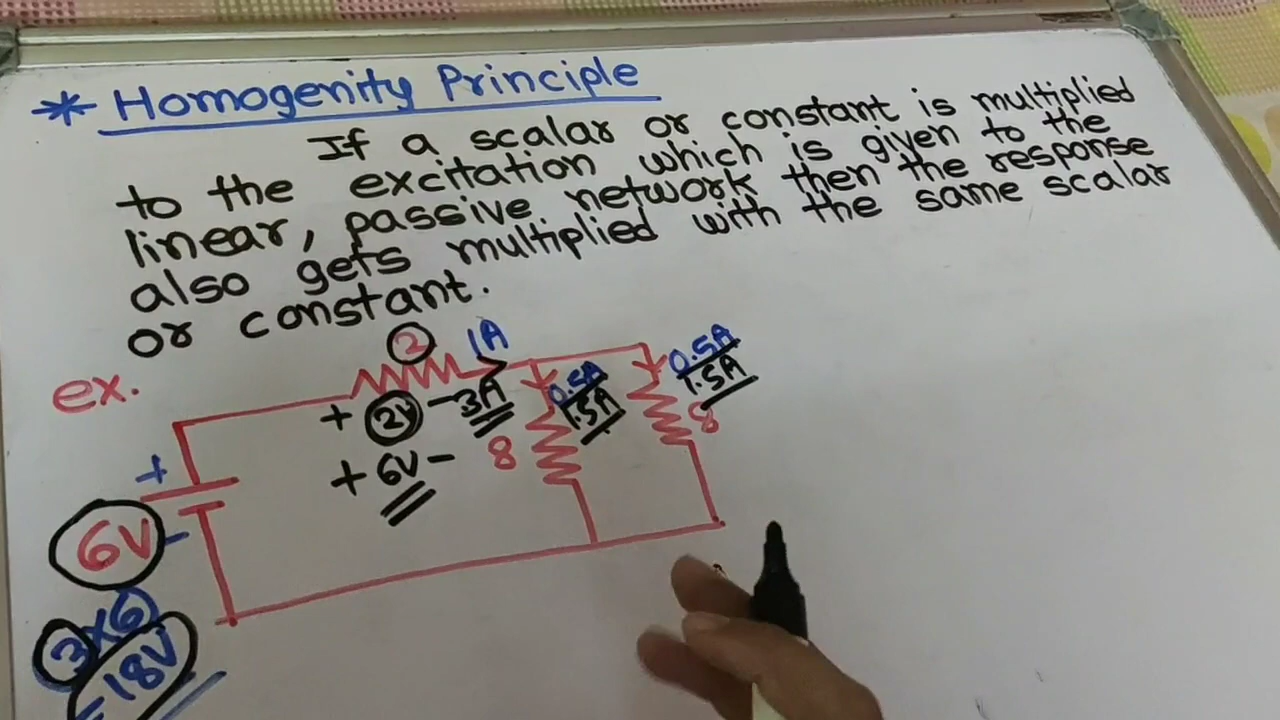 * Homogenity Principle
If a scalar or constant is multiplied
to the excitation which is given to the
linear, passive network then the response
also gets multiplied with the same scalar
or constant.
ex.
2
1A
0.5A
0.5A
1.5A
+ 2V - 3A
1.5A
8
+ 6V -
8
+
6V
-
3x6
= 18V